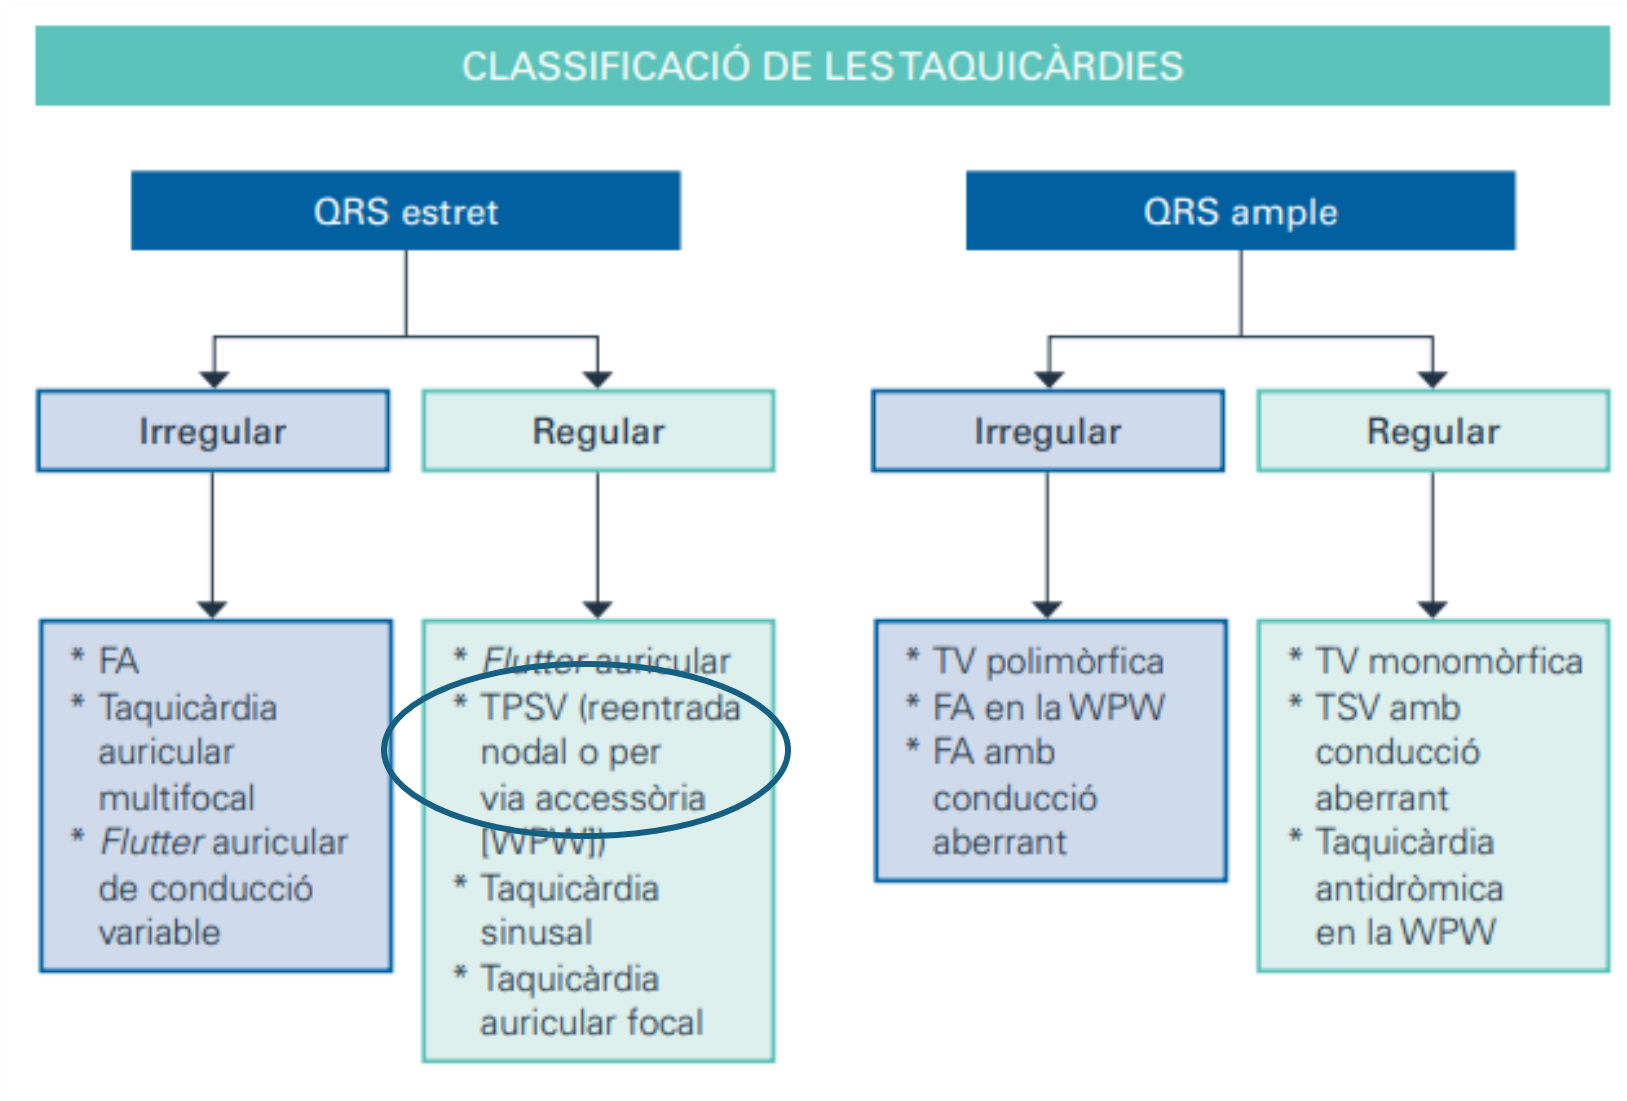 CLASSIFICACIÓ DE LES TAQUICÀRDIES
QRS estret
QRS ample
Irregular
Regular
Irregular
Regular
* FA
* Taquicàrdia
auricular
multifocal
* Flutter auricular
de conducció
variable
* Flutter auricular
* TPSV (reentrada
nodal o per
via accessòria
[WPW])
* Taquicàrdia
sinusal
* Taquicàrdia
auricular focal
* TV polimòrfica
* FA en la WPW
* FA amb
conducció
aberrant
* TV monomòrfica
* TSV amb
conducció
aberrant
* Taquicàrdia
antidròmica
en la WPW